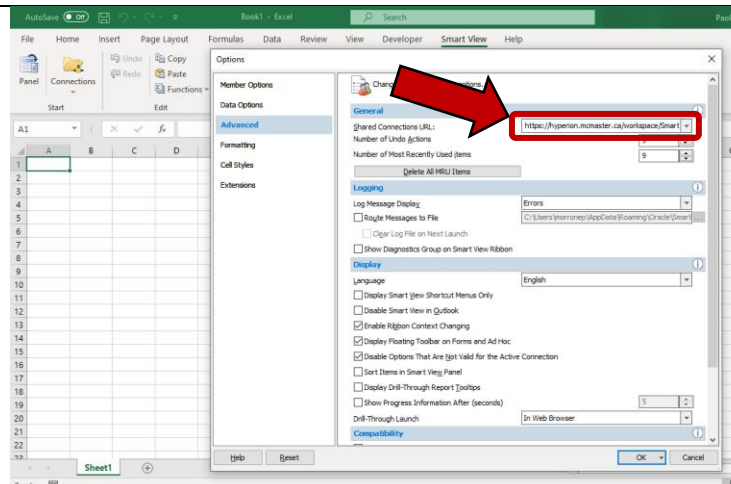 AutoSave Off Book1 - Excel Search
File Home Insert Page Layout Formulas Data Review View Developer Smart View Help
Panel Connections Undo Redo Copy Paste Functions
Start Edit
Options
A1 fx
A B C D
1
2
3
4
5
6
7
8
9
10
11
12
13
14
15
16
17
18
19
20
21
22
Sheet1
Member Options
Data Options
Advanced
Formatting
Cell Styles
Extensions
General
Shared Connections URL: https://hyperion.mcmaster.ca/workspace/Smart
Number of Undo Actions 9
Number of Most Recently Used items 9
Delete All MRU Items
Logging
Log Message Display Errors
Route Messages to File C:\Users\morronep\AppData\Roaming\Oracle\Smart ...
Clear Log File on Next Launch
Show Diagnostics Group on Smart View Ribbon
Display
Language English
Display Smart View Shortcut Menus Only
Disable Smart View in Outlook
Enable Ribbon Context Changing
Display Floating Toolbar on Forms and Ad Hoc
Disable Options That Are Not Valid for the Active Connection
Sort Items in Smart View Panel
Display Drill-Through Report Tooltips
Show Progress Information After (seconds) 5
Drill-Through Launch In Web Browser
Compatibility
Help Reset OK Cancel